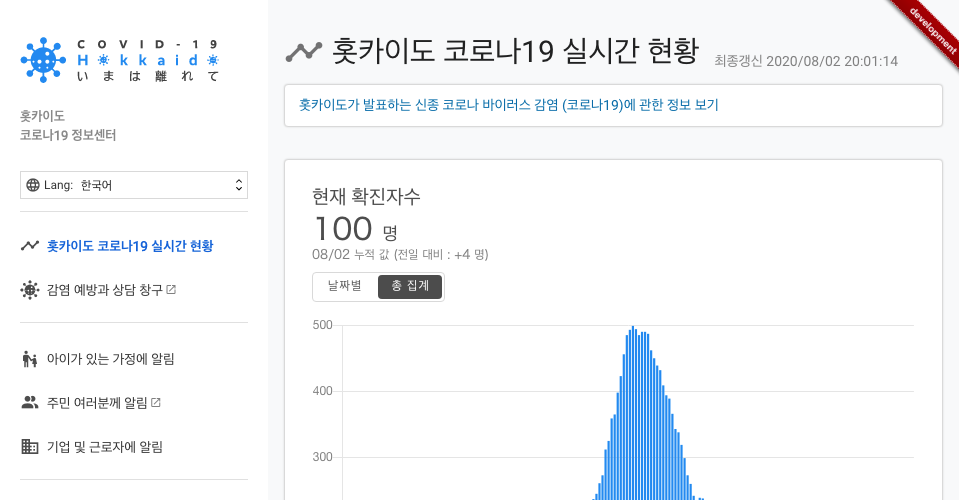 COVID-19
Hokkaido
いまは離れて
홋카이도
코로나19 정보센터
Lang: 한국어
홋카이도 코로나19 실시간 현황
감염 예방과 상담 창구
아이가 있는 가정에 알림
주민 여러분께 알림
기업 및 근로자에 알림
development
홋카이도 코로나19 실시간 현황
최종갱신 2020/08/02 20:01:14
홋카이도가 발표하는 신종 코로나 바이러스 감염 (코로나19)에 관한 정보 보기
현재 확진자수
100 명
08/02 누적 값 (전일 대비 : +4 명)
날짜별 총 집계
500
400
300